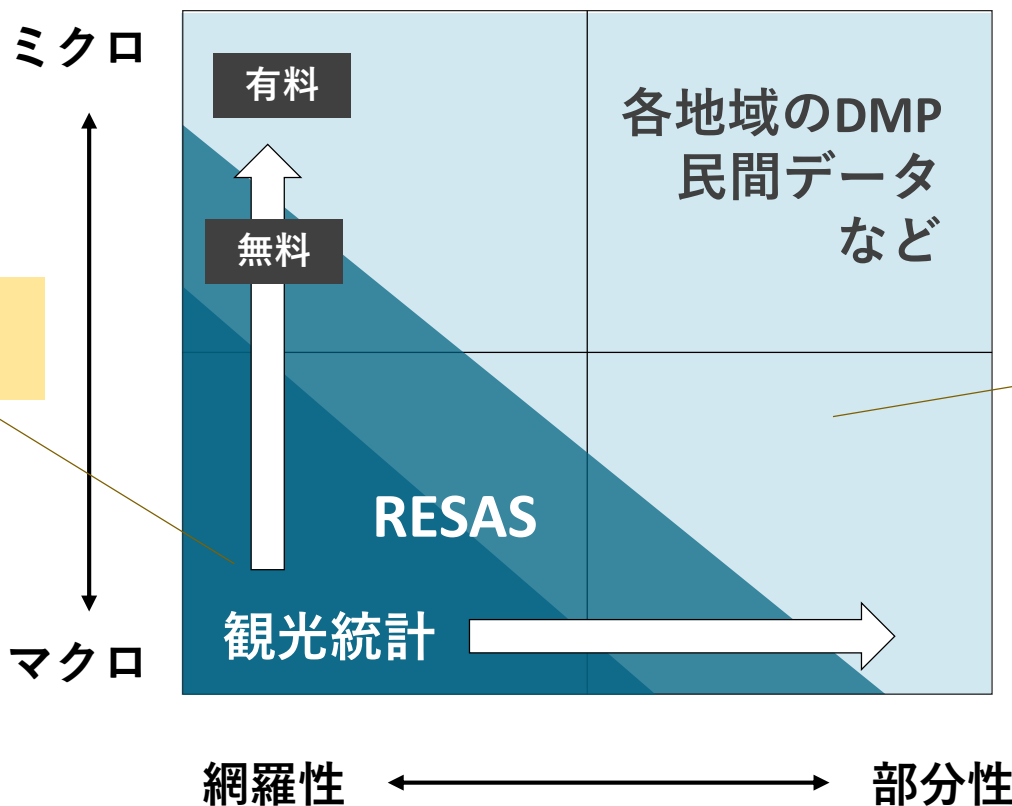 ミクロ
有料
各地域のDMP
民間データ
など
無料
RESAS
観光統計
マクロ
網羅性
部分性